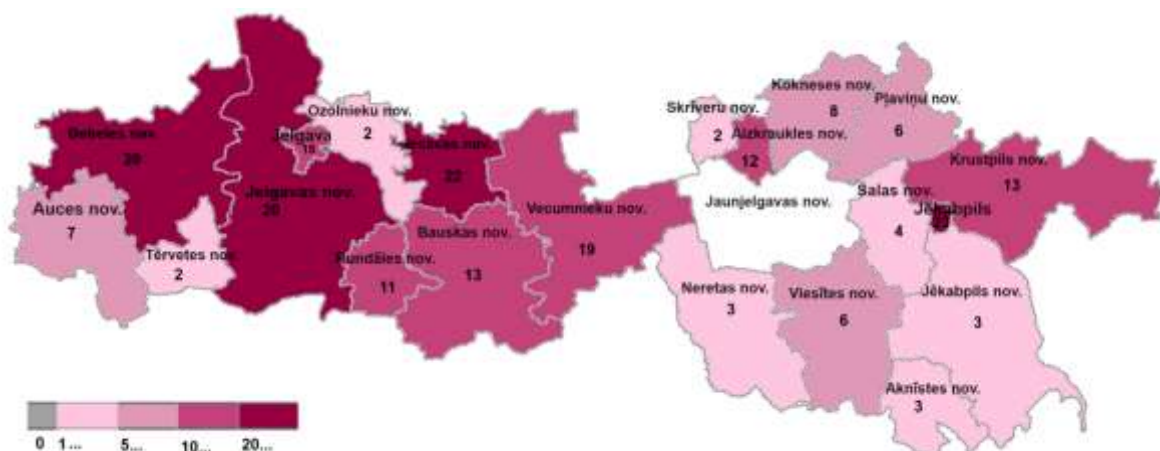 Kokneses nov.
8
Pļaviņu nov.
6
Skrīveru nov.
2
Aizkraukles nov.
12
Ozolnieku nov.
2
Jelgava
Dobeles nov.
Jelgavas nov.
Krustpils nov.
13
Salas nov.
4
Jēkabpils
Auces nov.
7
Jaunjelgavas nov.
Vecumnieku nov.
19
Bauskas nov.
13
Tērvetes nov.
2
Rundāles nov.
11
22
Neretas nov.
3
Viesītes nov.
6
Jēkabpils nov.
3
Aknīstes nov.
3
0 1... 5... 10... 20...